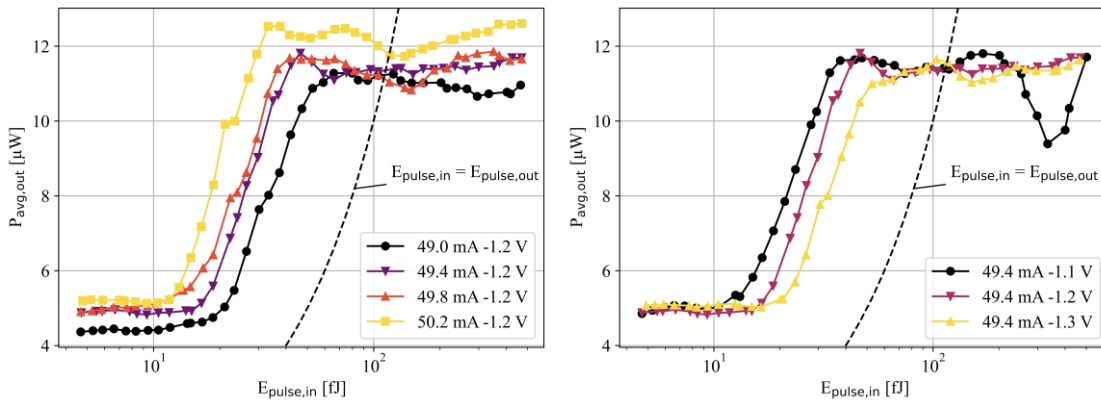 12
10
8
6
4
P_avg,out [µW]
E_pulse,in = E_pulse,out
49.0 mA -1.2 V
49.4 mA -1.2 V
49.8 mA -1.2 V
50.2 mA -1.2 V
10^1
10^2
E_pulse,in [fJ]
12
10
8
6
4
P_avg,out [µW]
E_pulse,in = E_pulse,out
49.4 mA -1.1 V
49.4 mA -1.2 V
49.4 mA -1.3 V
10^1
10^2
E_pulse,in [fJ]